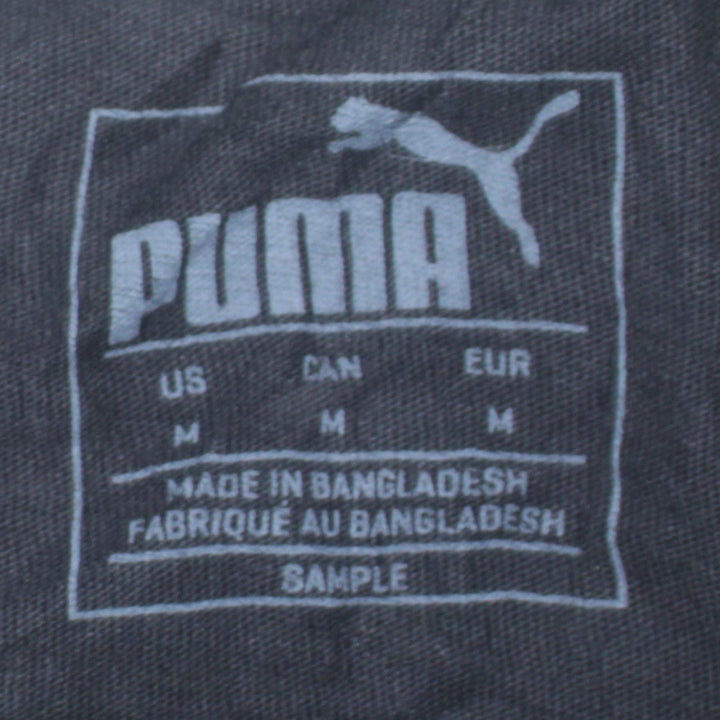 PUMA
US CAN EUR
M M M
MADE IN BANGLADESH
FABRIQUÉ AU BANGLADESH
SAMPLE